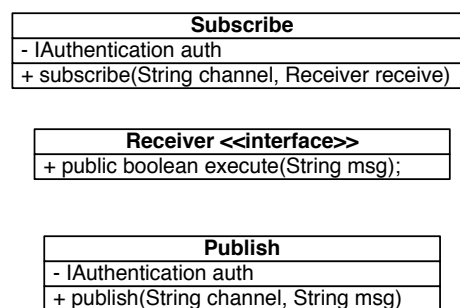 Subscribe
- IAuthentication auth
+ subscribe(String channel, Receiver receive)
Receiver <<interface>>
+ public boolean execute(String msg);
Publish
- IAuthentication auth
+ publish(String channel, String msg)